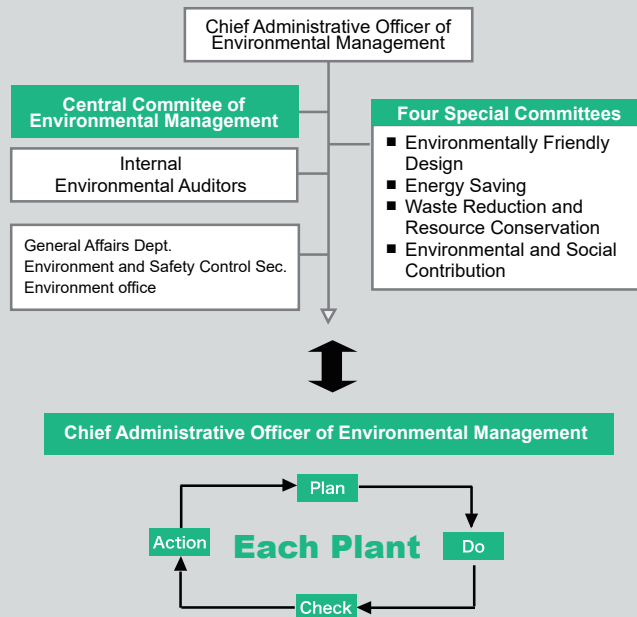 Chief Administrative Officer of
Environmental Management
Central Commitee of
Environmental Management
Internal
Environmental Auditors
General Affairs Dept.
Environment and Safety Control Sec.
Environment office
Four Special Committees
■ Environmentally Friendly
Design
■ Energy Saving
■ Waste Reduction and
Resource Conservation
■ Environmental and Social
Contribution
Chief Administrative Officer of Environmental Management
Plan
Action
Each Plant
Do
Check